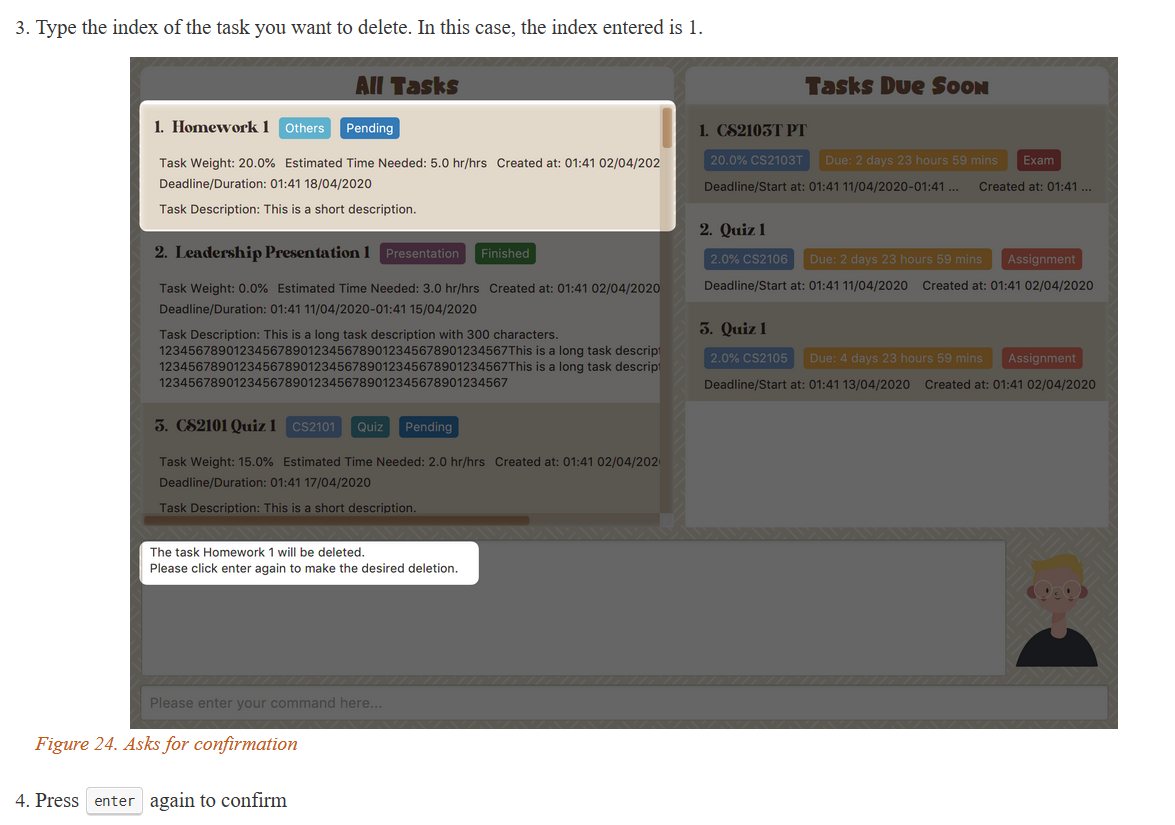 3. Type the index of the task you want to delete. In this case, the index entered is 1.
All Tasks
1. Homework 1 Others Pending
Task Weight: 20.0% Estimated Time Needed: 5.0 hr/hrs Created at: 01:41 02/04/202
Deadline/Duration: 01:41 18/04/2020
Task Description: This is a short description.
2. Leadership Presentation 1 Presentation Finished
Task Weight: 0.0% Estimated Time Needed: 3.0 hr/hrs Created at: 01:41 02/04/2020
Deadline/Duration: 01:41 11/04/2020-01:41 15/04/2020
Task Description: This is a long task description with 300 characters.
12345678901234567890123456789012345678901234567This is a long task descript
12345678901234567890123456789012345678901234567This is a long task descript
12345678901234567890123456789012345678901234567
3. CS2101 Quiz 1 CS2101 Quiz Pending
Task Weight: 15.0% Estimated Time Needed: 2.0 hr/hrs Created at: 01:41 02/04/202
Deadline/Duration: 01:41 17/04/2020
Task Description: This is a short description.
Tasks Due Soon
1. CS2103T PT
20.0% CS2103T Due: 2 days 23 hours 59 mins Exam
Deadline/Start at: 01:41 11/04/2020-01:41 ... Created at: 01:41 ...
2. Quiz 1
2.0% CS2106 Due: 2 days 23 hours 59 mins Assignment
Deadline/Start at: 01:41 11/04/2020 Created at: 01:41 02/04/2020
3. Quiz 1
2.0% CS2105 Due: 4 days 23 hours 59 mins Assignment
Deadline/Start at: 01:41 13/04/2020 Created at: 01:41 02/04/2020
The task Homework 1 will be deleted.
Please click enter again to make the desired deletion.
Please enter your command here...
Figure 24. Asks for confirmation
4. Press enter again to confirm